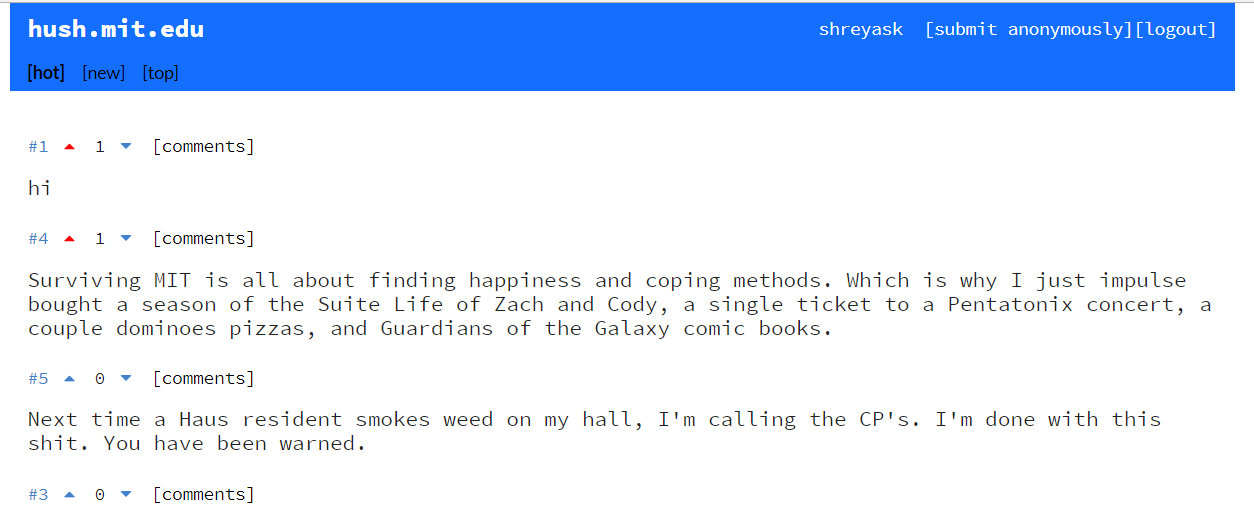 hush.mit.edu
shreyask [submit anonymously][logout]
[hot] [new] [top]
#1 1 [comments]
hi
#4 1 [comments]
Surviving MIT is all about finding happiness and coping methods. Which is why I just impulse
bought a season of the Suite Life of Zach and Cody, a single ticket to a Pentatonix concert, a
couple dominoes pizzas, and Guardians of the Galaxy comic books.
#5 0 [comments]
Next time a Haus resident smokes weed on my hall, I'm calling the CP's. I'm done with this
shit. You have been warned.
#3 0 [comments]